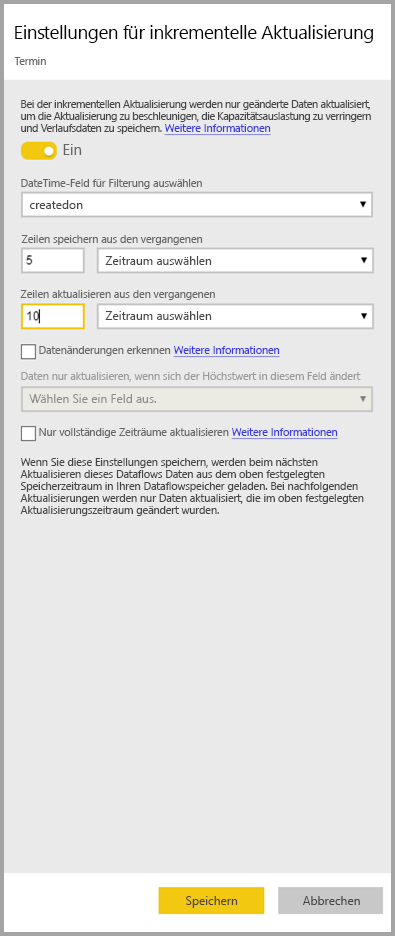 Einstellungen für inkrementelle Aktualisierung
Termin
Bei der inkrementellen Aktualisierung werden nur geänderte Daten aktualisiert,
um die Aktualisierung zu beschleunigen, die Kapazitätsauslastung zu verringern
und Verlaufsdaten zu speichern. Weitere Informationen
Ein
DateTime-Feld für Filterung auswählen
createdon
Zeilen speichern aus den vergangenen
5 Zeitraum auswählen
Zeilen aktualisieren aus den vergangenen
10 Zeitraum auswählen
Datenänderungen erkennen Weitere Informationen
Daten nur aktualisieren, wenn sich der Höchstwert in diesem Feld ändert
Wählen Sie ein Feld aus.
Nur vollständige Zeiträume aktualisieren Weitere Informationen
Wenn Sie diese Einstellungen speichern, werden beim nächsten
Aktualisieren dieses Dataflows Daten aus dem oben festgelegten
Speicherzeitraum in Ihren Dataflowspeicher geladen. Bei nachfolgenden
Aktualisierungen werden nur Daten aktualisiert, die im oben festgelegten
Aktualisierungszeitraum geändert wurden.
Speichern Abbrechen